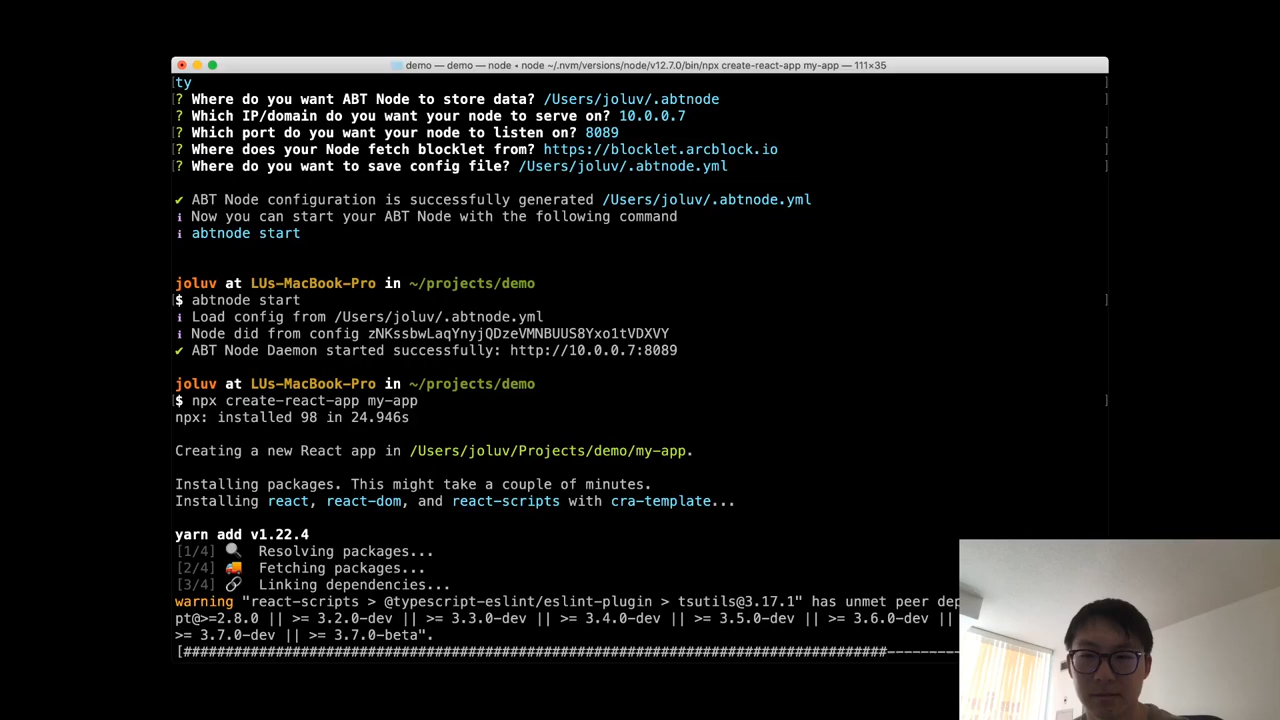 demo — demo — node ◂ node ~/.nvm/versions/node/v12.7.0/bin/npx create-react-app my-app — 111×35
ty
? Where do you want ABT Node to store data? /Users/joluv/.abtnode
? Which IP/domain do you want your node to serve on? 10.0.0.7
? Which port do you want your node to listen on? 8089
? Where does your Node fetch blocklet from? https://blocklet.arcblock.io
? Where do you want to save config file? /Users/joluv/.abtnode.yml
✔ ABT Node configuration is successfully generated /Users/joluv/.abtnode.yml
ℹ Now you can start your ABT Node with the following command
ℹ abtnode start
joluv at LUs-MacBook-Pro in ~/projects/demo
$ abtnode start
ℹ Load config from /Users/joluv/.abtnode.yml
ℹ Node did from config zNKssbwLaqYnyjQDzeVMNBUUS8Yxo1tVDXVY
✔ ABT Node Daemon started successfully: http://10.0.0.7:8089
joluv at LUs-MacBook-Pro in ~/projects/demo
$ npx create-react-app my-app
npx: installed 98 in 24.946s
Creating a new React app in /Users/joluv/Projects/demo/my-app.
Installing packages. This might take a couple of minutes.
Installing react, react-dom, and react-scripts with cra-template...
yarn add v1.22.4
[1/4] 🔍 Resolving packages...
[2/4] 🚚 Fetching packages...
[3/4] 🔗 Linking dependencies...
warning "react-scripts > @typescript-eslint/eslint-plugin > tsutils@3.17.1" has unmet peer dep
pt@>=2.8.0 || >= 3.2.0-dev || >= 3.3.0-dev || >= 3.4.0-dev || >= 3.5.0-dev || >= 3.6.0-dev ||
>= 3.7.0-dev || >= 3.7.0-beta".
[####################################################################################---------